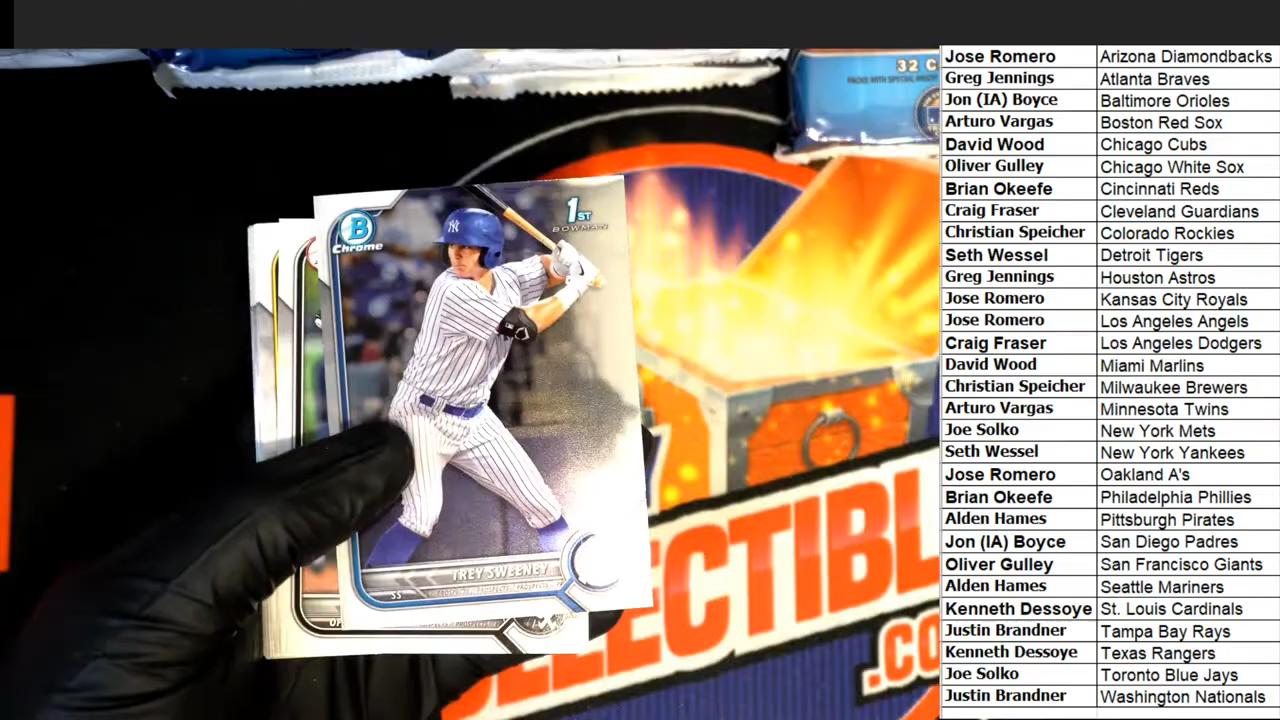 32 C
PACKS WITH SPECIAL
1ST
BOWMAN
B
Chrome
NY
TREY SWEENEY
SS
PROSPECTS
LECTIBL
.CO
Jose Romero Arizona Diamondbacks
Greg Jennings Atlanta Braves
Jon (IA) Boyce Baltimore Orioles
Arturo Vargas Boston Red Sox
David Wood Chicago Cubs
Oliver Gulley Chicago White Sox
Brian Okeefe Cincinnati Reds
Craig Fraser Cleveland Guardians
Christian Speicher Colorado Rockies
Seth Wessel Detroit Tigers
Greg Jennings Houston Astros
Jose Romero Kansas City Royals
Jose Romero Los Angeles Angels
Craig Fraser Los Angeles Dodgers
David Wood Miami Marlins
Christian Speicher Milwaukee Brewers
Arturo Vargas Minnesota Twins
Joe Solko New York Mets
Seth Wessel New York Yankees
Jose Romero Oakland A's
Brian Okeefe Philadelphia Phillies
Alden Hames Pittsburgh Pirates
Jon (IA) Boyce San Diego Padres
Oliver Gulley San Francisco Giants
Alden Hames Seattle Mariners
Kenneth Dessoye St. Louis Cardinals
Justin Brandner Tampa Bay Rays
Kenneth Dessoye Texas Rangers
Joe Solko Toronto Blue Jays
Justin Brandner Washington Nationals